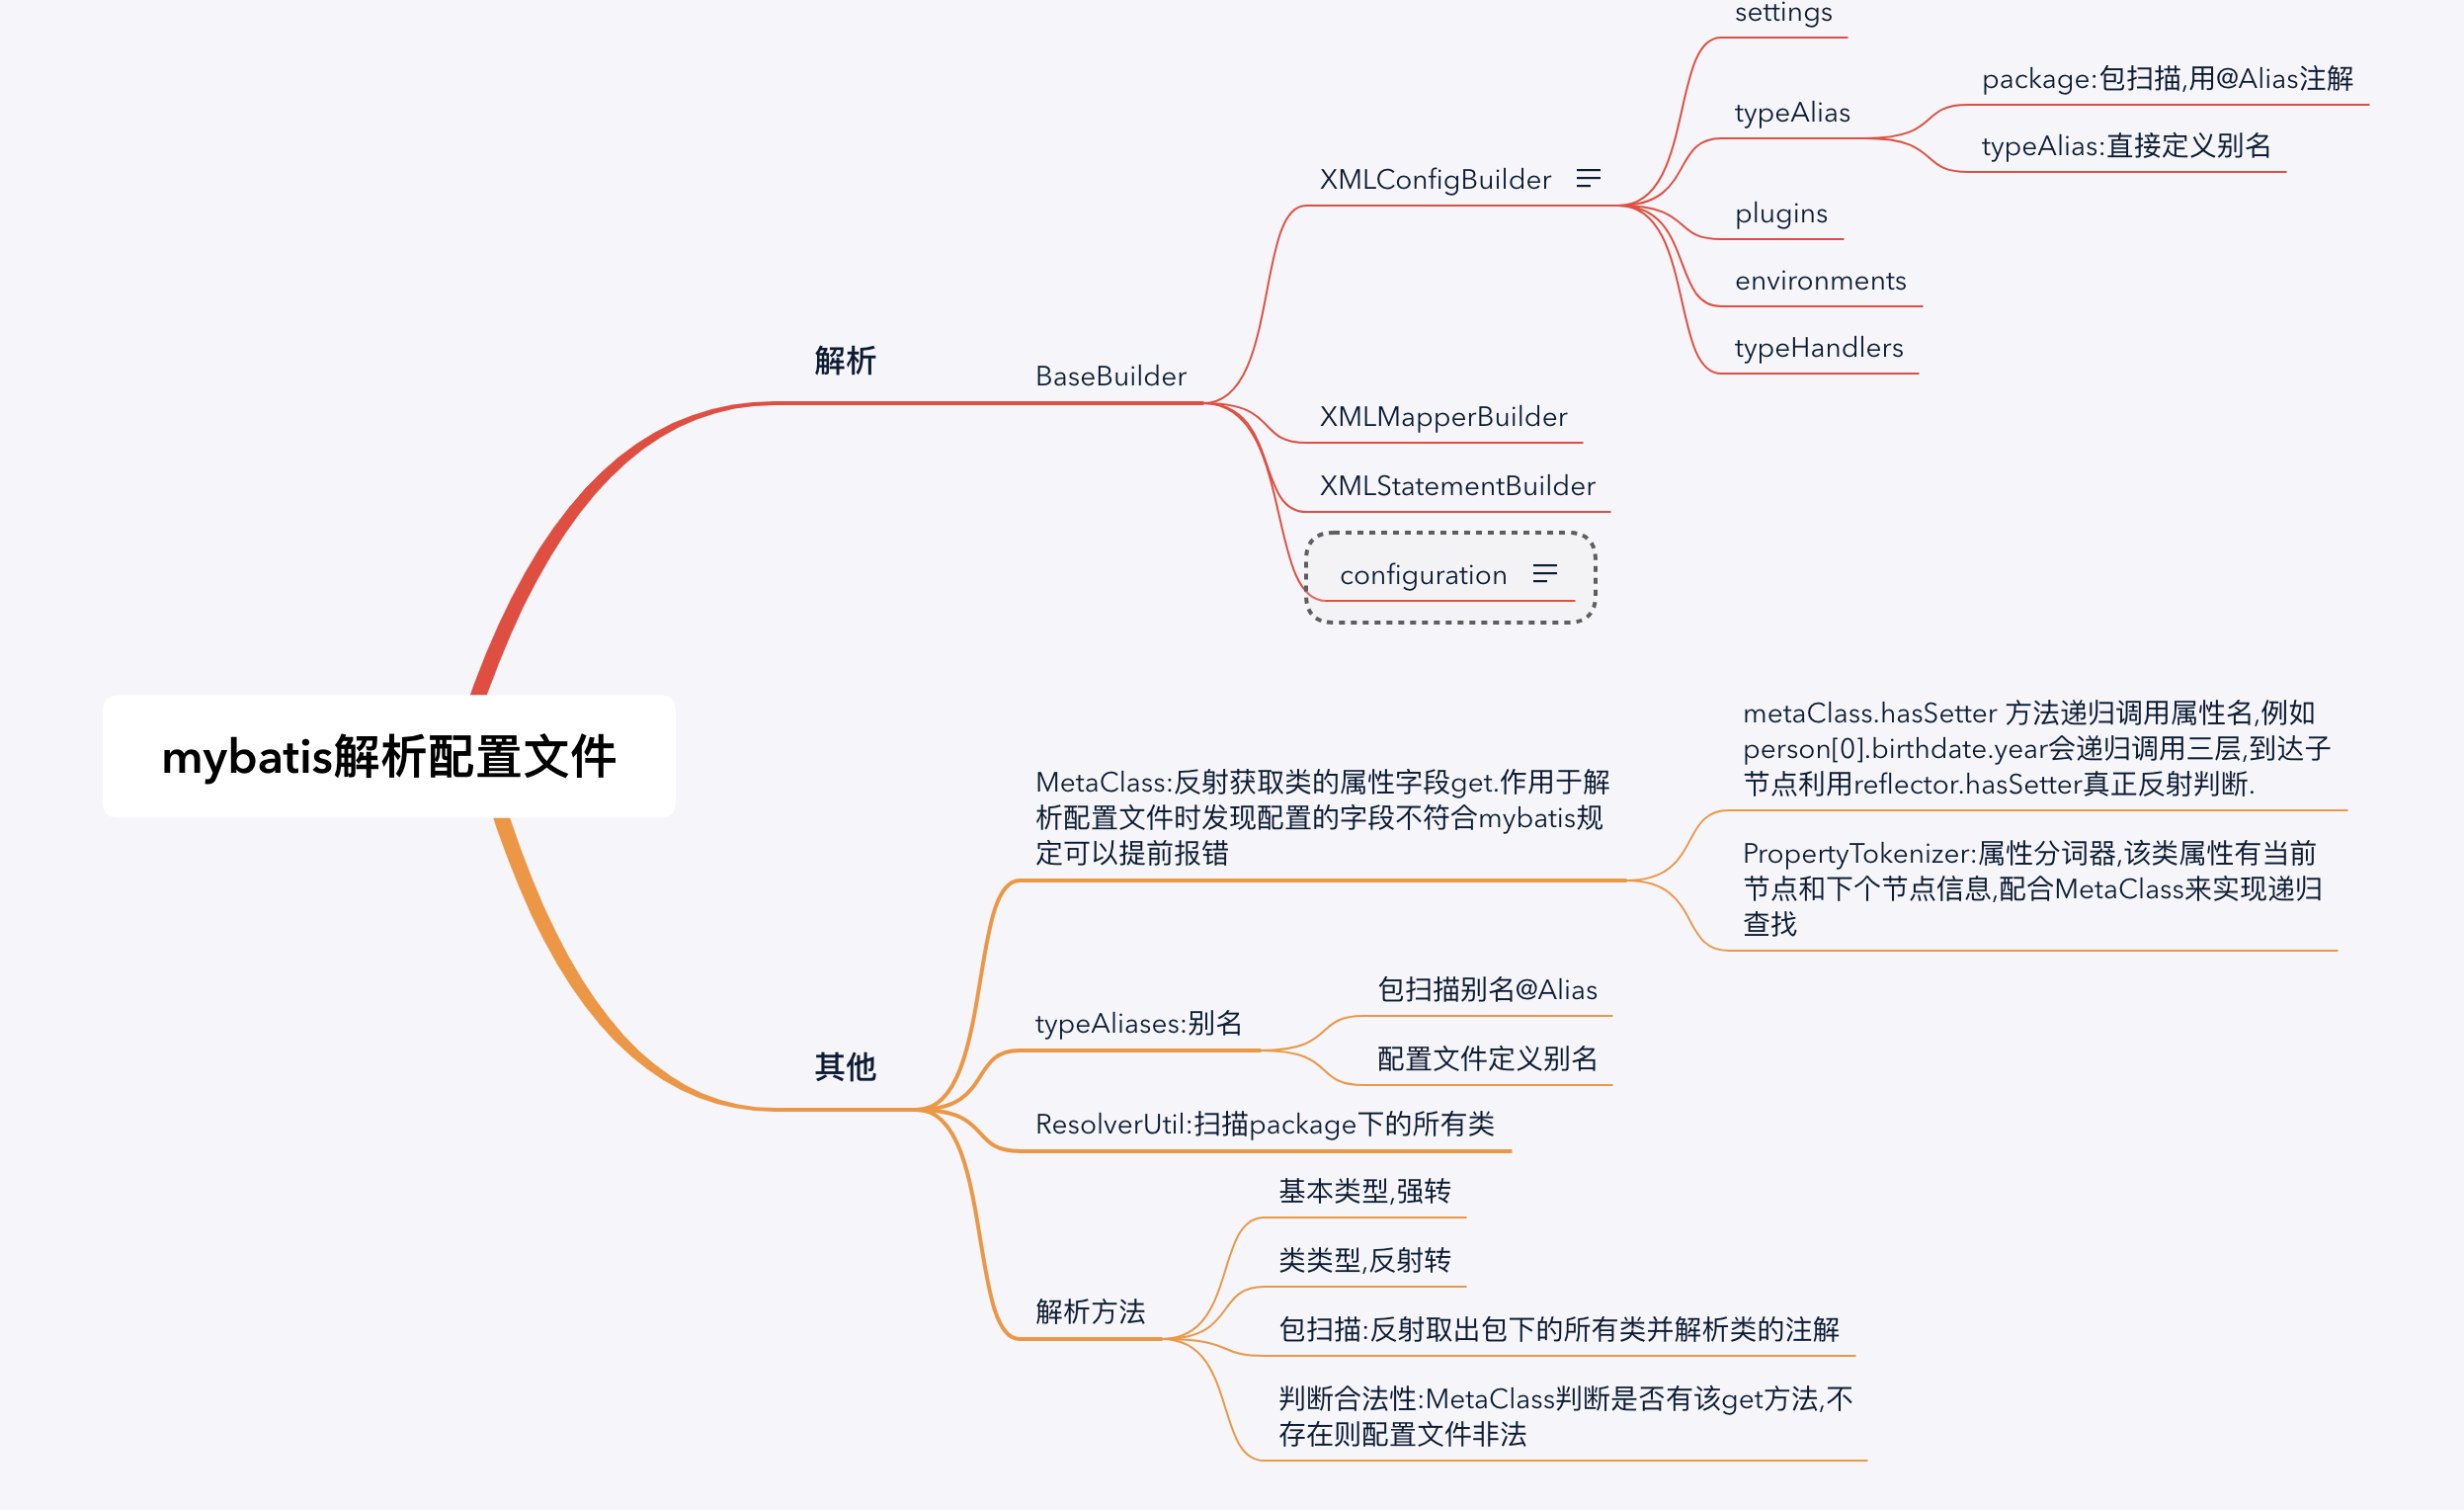 mybatis解析配置文件
解析
BaseBuilder
XMLConfigBuilder
settings
typeAlias
package:包扫描,用@Alias注解
typeAlias:直接定义别名
plugins
environments
typeHandlers
XMLMapperBuilder
XMLStatementBuilder
configuration
其他
MetaClass:反射获取类的属性字段get.作用于解
析配置文件时发现配置的字段不符合mybatis规
定可以提前报错
metaClass.hasSetter 方法递归调用属性名,例如
person[0].birthdate.year会递归调用三层,到达子
节点利用reflector.hasSetter真正反射判断.
PropertyTokenizer:属性分词器,该类属性有当前
节点和下个节点信息,配合MetaClass来实现递归
查找
typeAliases:别名
包扫描别名@Alias
配置文件定义别名
ResolverUtil:扫描package下的所有类
解析方法
基本类型,强转
类类型,反射转
包扫描:反射取出包下的所有类并解析类的注解
判断合法性:MetaClass判断是否有该get方法,不
存在则配置文件非法